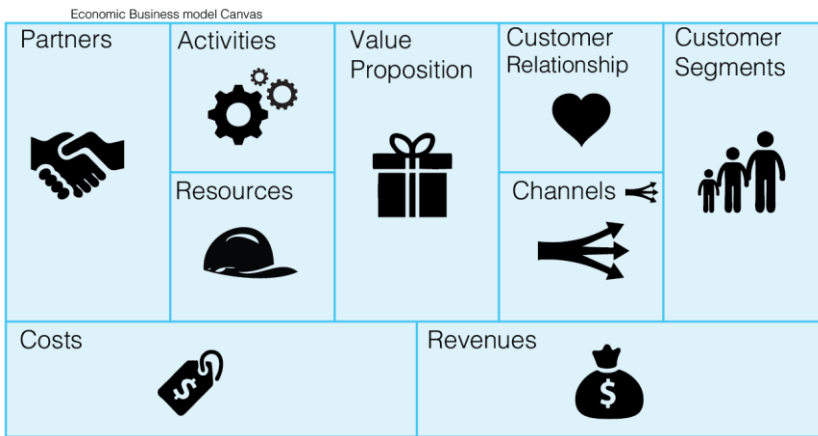 Economic Business model Canvas
Partners
Activities
Value
Proposition
Customer
Relationship
Customer
Segments
Resources
Channels
Costs
$
Revenues
$